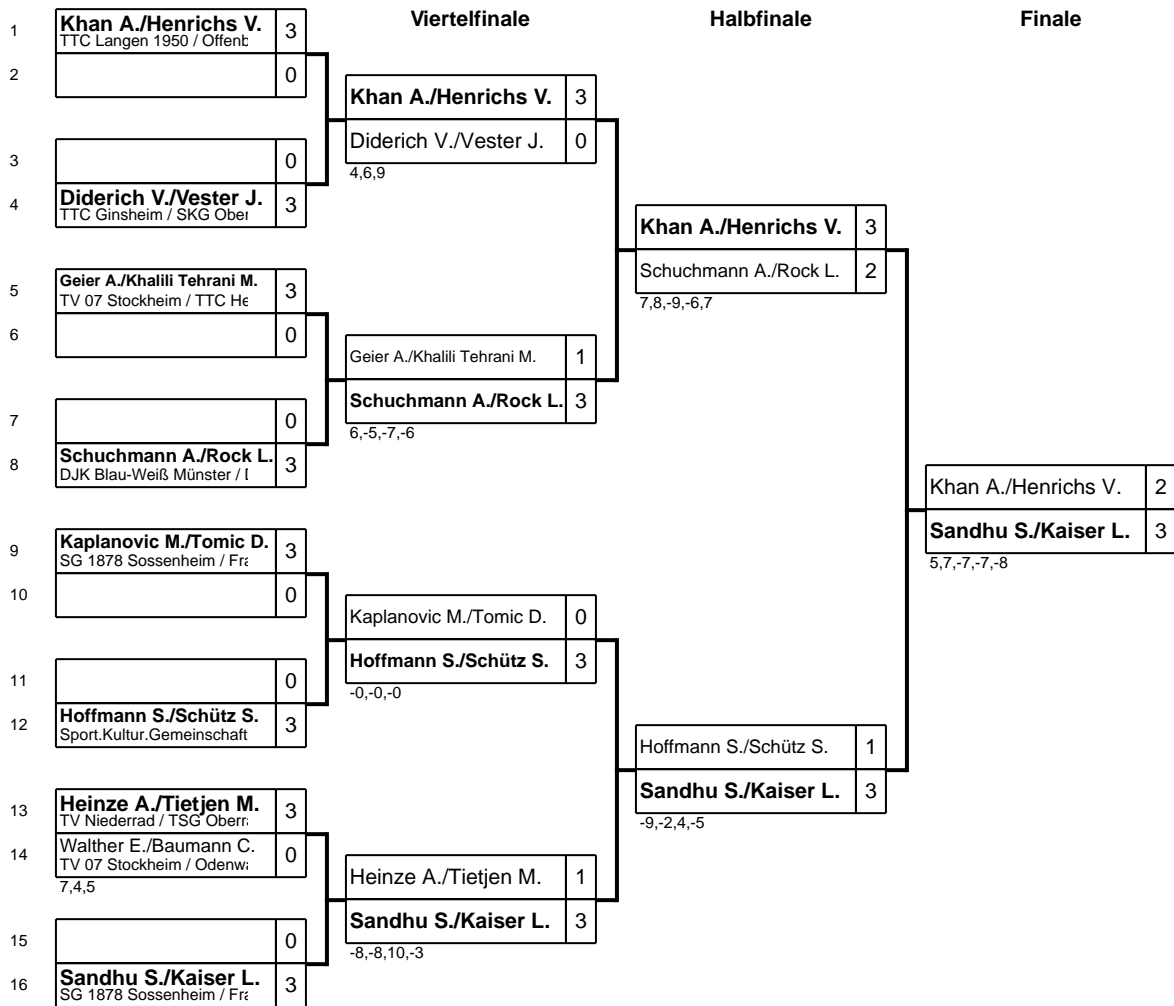 Viertelfinale Halbfinale Finale
1 Khan A./Henrichs V. 3
TTC Langen 1950 / Offenb
2 0
3 0
4 Diderich V./Vester J. 3
TTC Ginsheim / SKG Ober
5 Geier A./Khalili Tehrani M. 3
TV 07 Stockheim / TTC He
6 0
7 0
8 Schuchmann A./Rock L. 3
DJK Blau-Weiß Münster /
9 Kaplanovic M./Tomic D. 3
SG 1878 Sossenheim / Fra
10 0
11 0
12 Hoffmann S./Schütz S. 3
Sport.Kultur.Gemeinschaft
13 Heinze A./Tietjen M. 3
TV Niederrad / TSG Oberr
14 Walther E./Baumann C. 0
TV 07 Stockheim / Odenwa
7,4,5
15 0
16 Sandhu S./Kaiser L. 3
SG 1878 Sossenheim / Fra
Khan A./Henrichs V. 3
Diderich V./Vester J. 0
4,6,9
Geier A./Khalili Tehrani M. 1
Schuchmann A./Rock L. 3
6,-5,-7,-6
Kaplanovic M./Tomic D. 0
Hoffmann S./Schütz S. 3
-0,-0,-0
Heinze A./Tietjen M. 1
Sandhu S./Kaiser L. 3
-8,-8,10,-3
Khan A./Henrichs V. 3
Schuchmann A./Rock L. 2
7,8,-9,-6,7
Hoffmann S./Schütz S. 1
Sandhu S./Kaiser L. 3
-9,-2,4,-5
Khan A./Henrichs V. 2
Sandhu S./Kaiser L. 3
5,7,-7,-7,-8